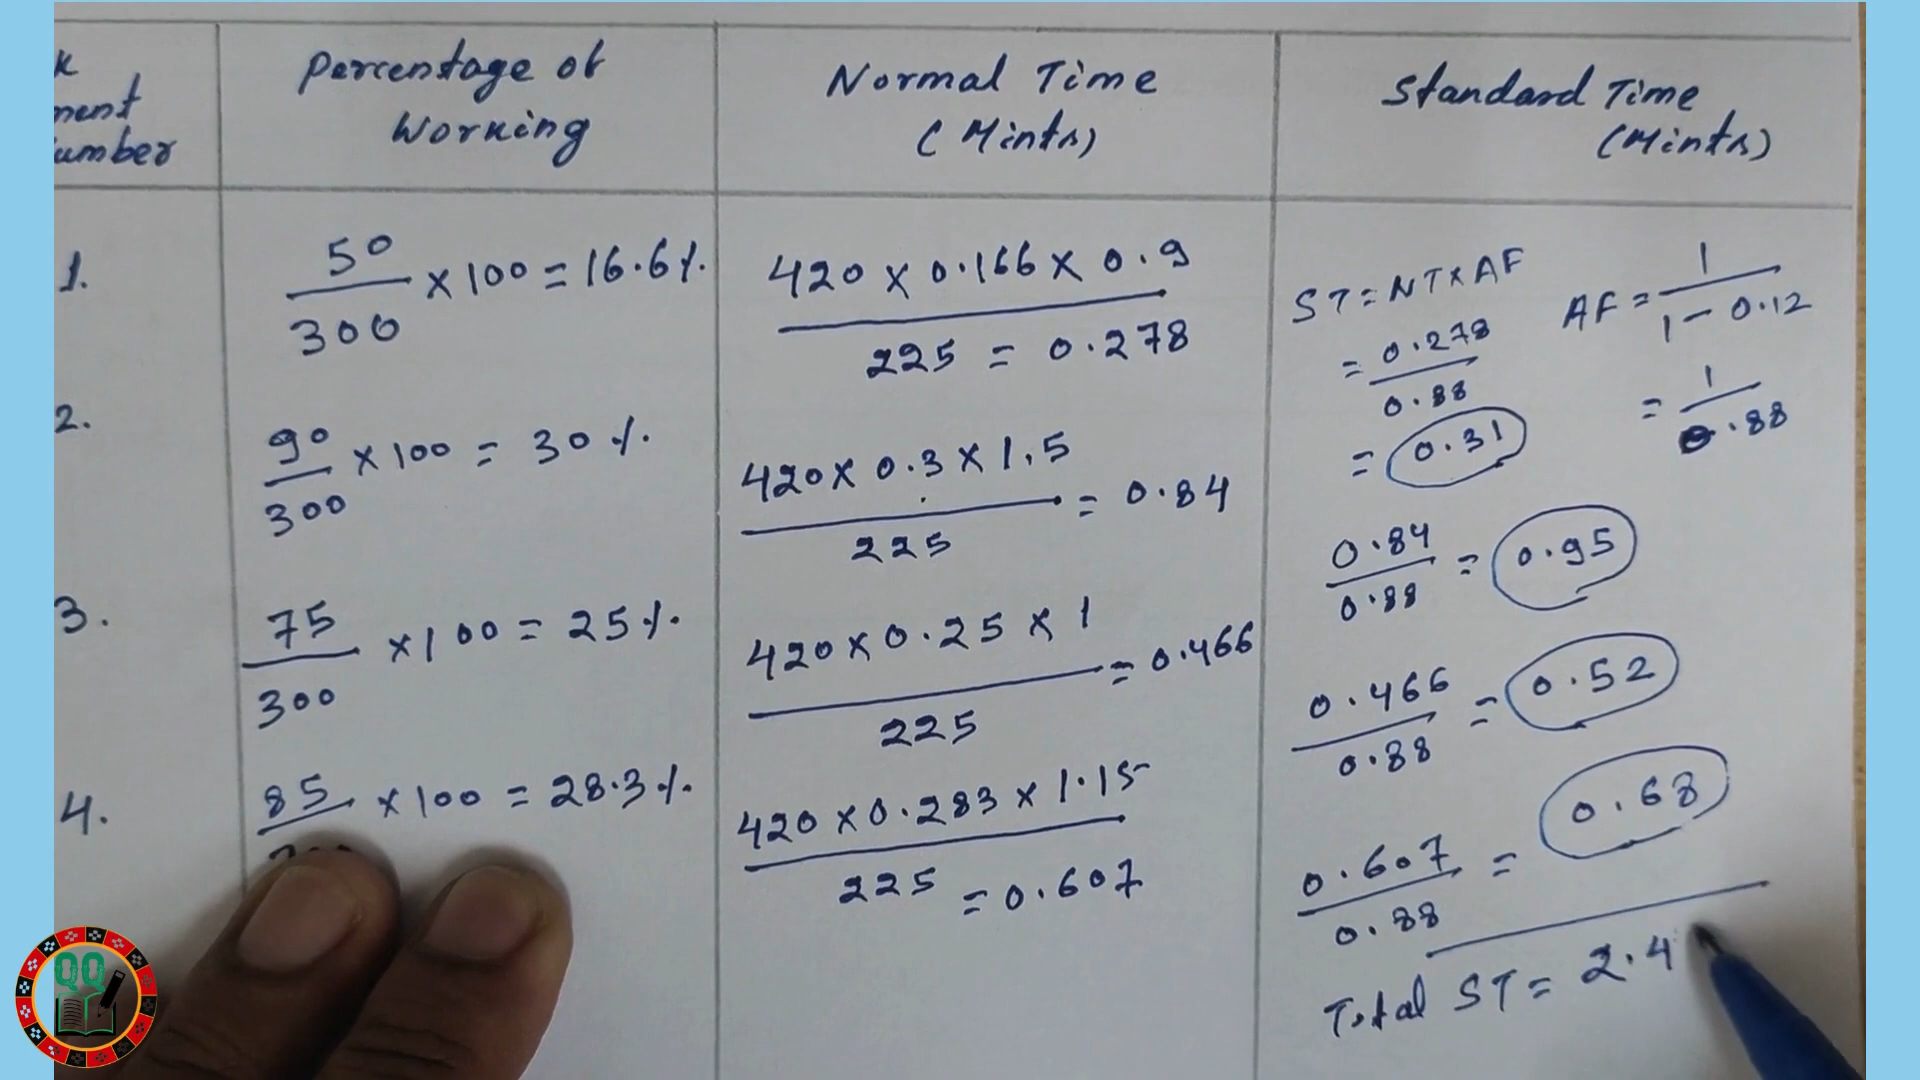 K
ment
umber
Percentage of
Working
Normal Time
(Mints)
Standard Time
(Mints)
1.
50
300
× 100 = 16.6%.
420 × 0.166 × 0.9
225 = 0.278
ST = NT × AF
= 0.278
0.88
= 0.31
AF = 1
1 - 0.12
= 1
0.88
2.
90
300
× 100 = 30%.
420 × 0.3 × 1.5
225
= 0.84
0.84
0.88
= 0.95
3.
75
300
× 100 = 25%.
420 × 0.25 × 1
225
= 0.466
0.466
0.88
= 0.52
4.
85
× 100 = 28.3%.
420 × 0.283 × 1.15
225 = 0.607
0.607
0.88
= 0.68
Total ST = 2.4
QQ